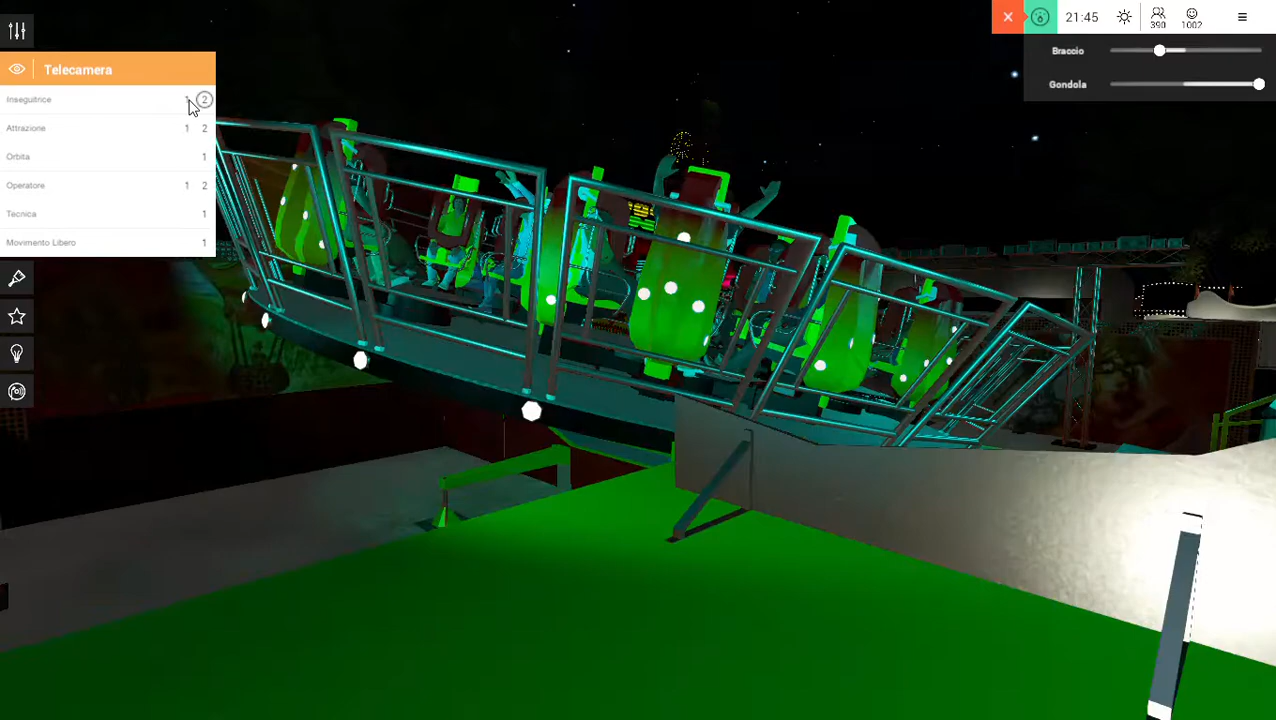 21:45
390
1002
Braccio
Gondola
Telecamera
Inseguitrice 1 2
Attrazione 1 2
Orbita 1
Operatore 1 2
Tecnica 1
Movimento Libero 1